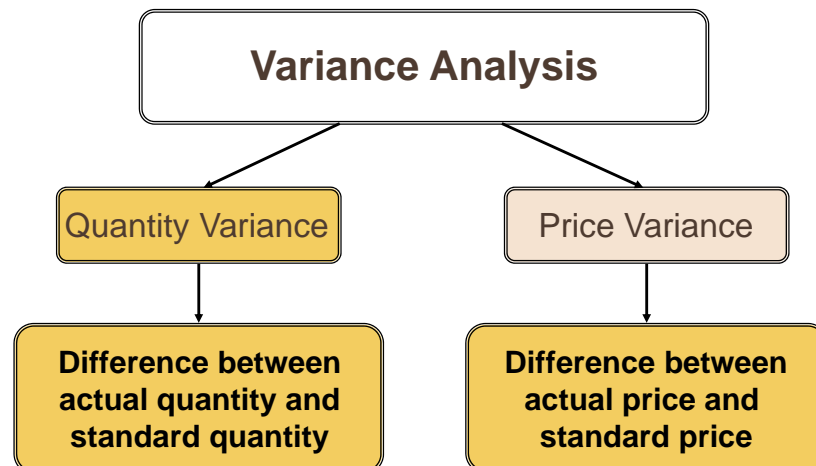 Variance Analysis
Quantity Variance
Price Variance
Difference between
actual quantity and
standard quantity
Difference between
actual price and
standard price